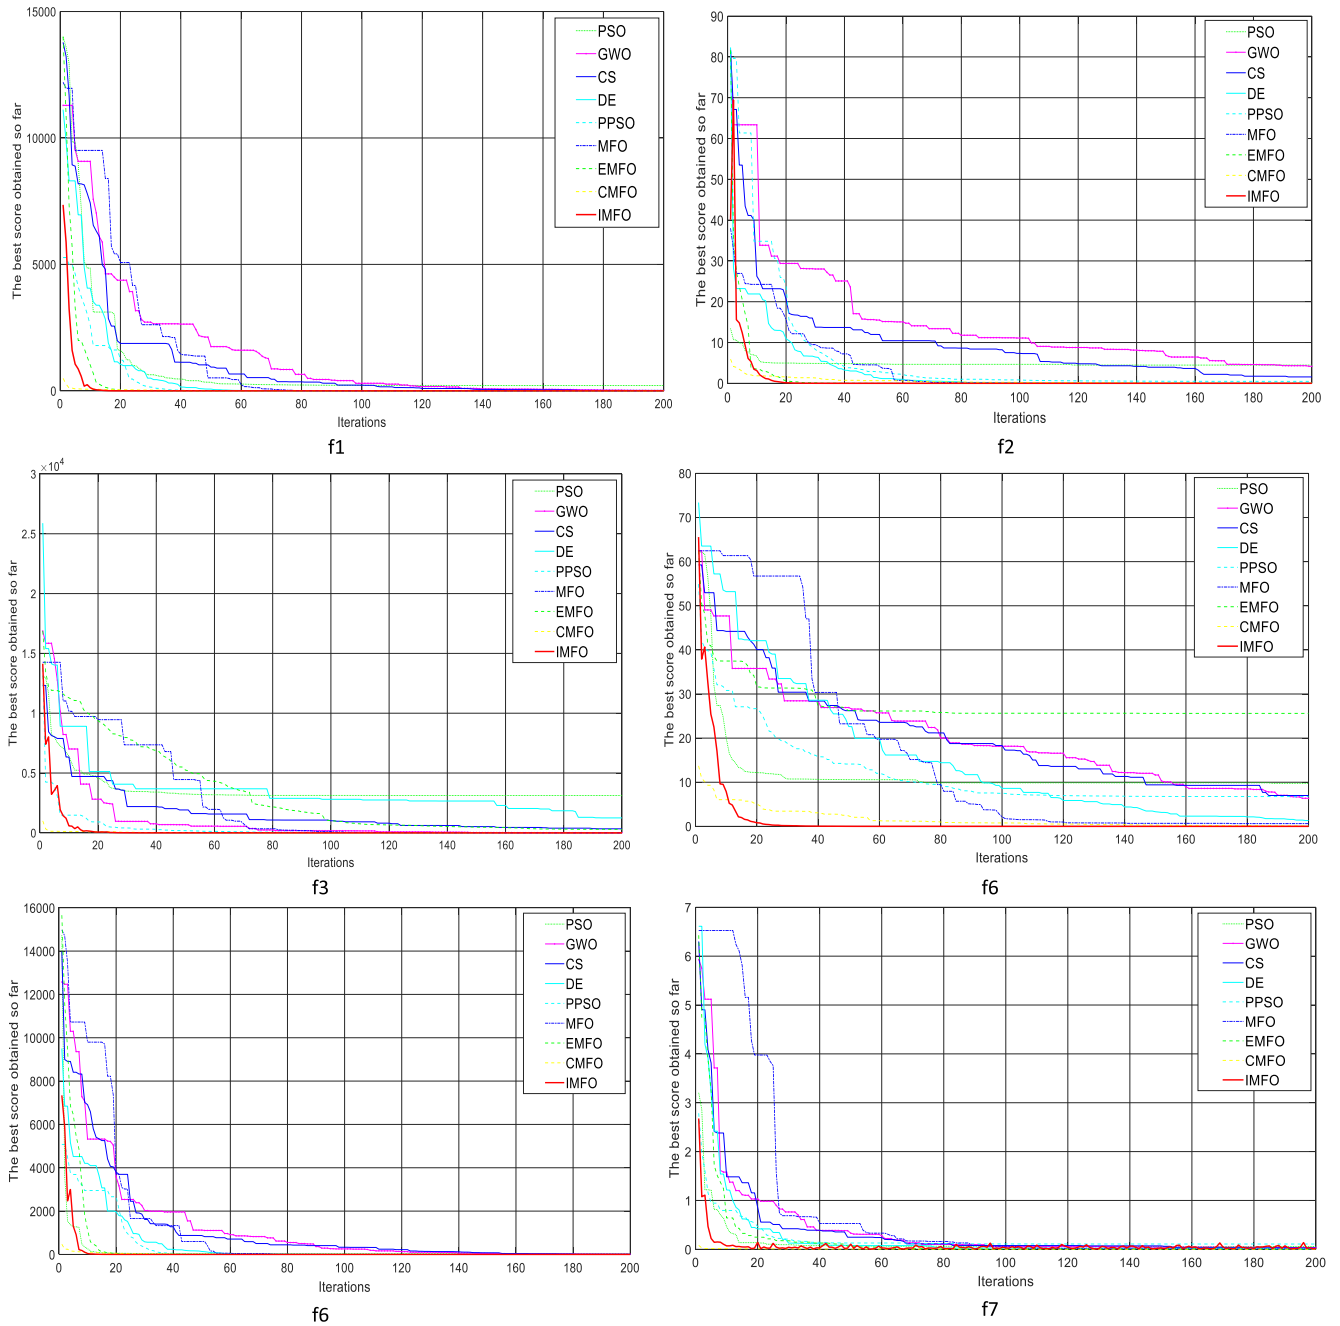 The best score obtained so far
15000
10000
5000
0
0 20 40 60 80 100 120 140 160 180 200
Iterations
PSO
GWO
CS
DE
PPSO
MFO
EMFO
CMFO
IMFO
f1
The best score obtained so far
90
80
70
60
50
40
30
20
10
0
0 20 40 60 80 100 120 140 160 180 200
Iterations
PSO
GWO
CS
DE
PPSO
MFO
EMFO
CMFO
IMFO
f2
The best score obtained so far
×10⁴
3
2.5
2
1.5
1
0.5
0
0 20 40 60 80 100 120 140 160 180 200
Iterations
PSO
GWO
CS
DE
PPSO
MFO
EMFO
CMFO
IMFO
f3
The best score obtained so far
80
70
60
50
40
30
20
10
0
0 20 40 60 80 100 120 140 160 180 200
Iterations
PSO
GWO
CS
DE
PPSO
MFO
EMFO
CMFO
IMFO
f6
The best score obtained so far
16000
14000
12000
10000
8000
6000
4000
2000
0
0 20 40 60 80 100 120 140 160 180 200
Iterations
PSO
GWO
CS
DE
PPSO
MFO
EMFO
CMFO
IMFO
f6
The best score obtained so far
7
6
5
4
3
2
1
0
0 20 40 60 80 100 120 140 160 180 200
Iterations
PSO
GWO
CS
DE
PPSO
MFO
EMFO
CMFO
IMFO
f7